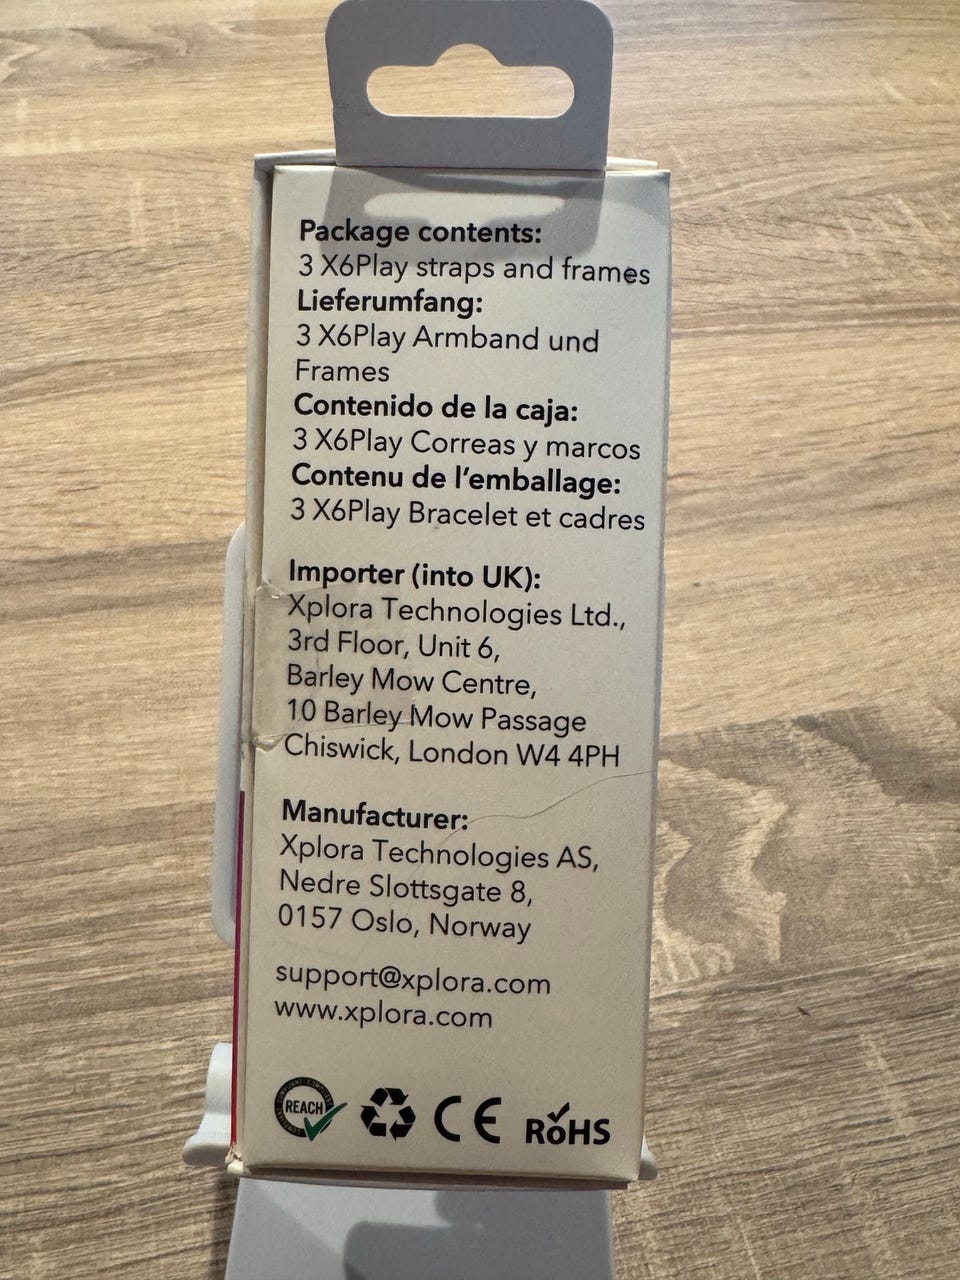 Package contents:
3 X6Play straps and frames
Lieferumfang:
3 X6Play Armband und
Frames
Contenido de la caja:
3 X6Play Correas y marcos
Contenu de l'emballage:
3 X6Play Bracelet et cadres
Importer (into UK):
Xplora Technologies Ltd.,
3rd Floor, Unit 6,
Barley Mow Centre,
10 Barley Mow Passage
Chiswick, London W4 4PH
Manufacturer:
Xplora Technologies AS,
Nedre Slottsgate 8,
0157 Oslo, Norway
support@xplora.com
www.xplora.com
REACH
CE
RoHS